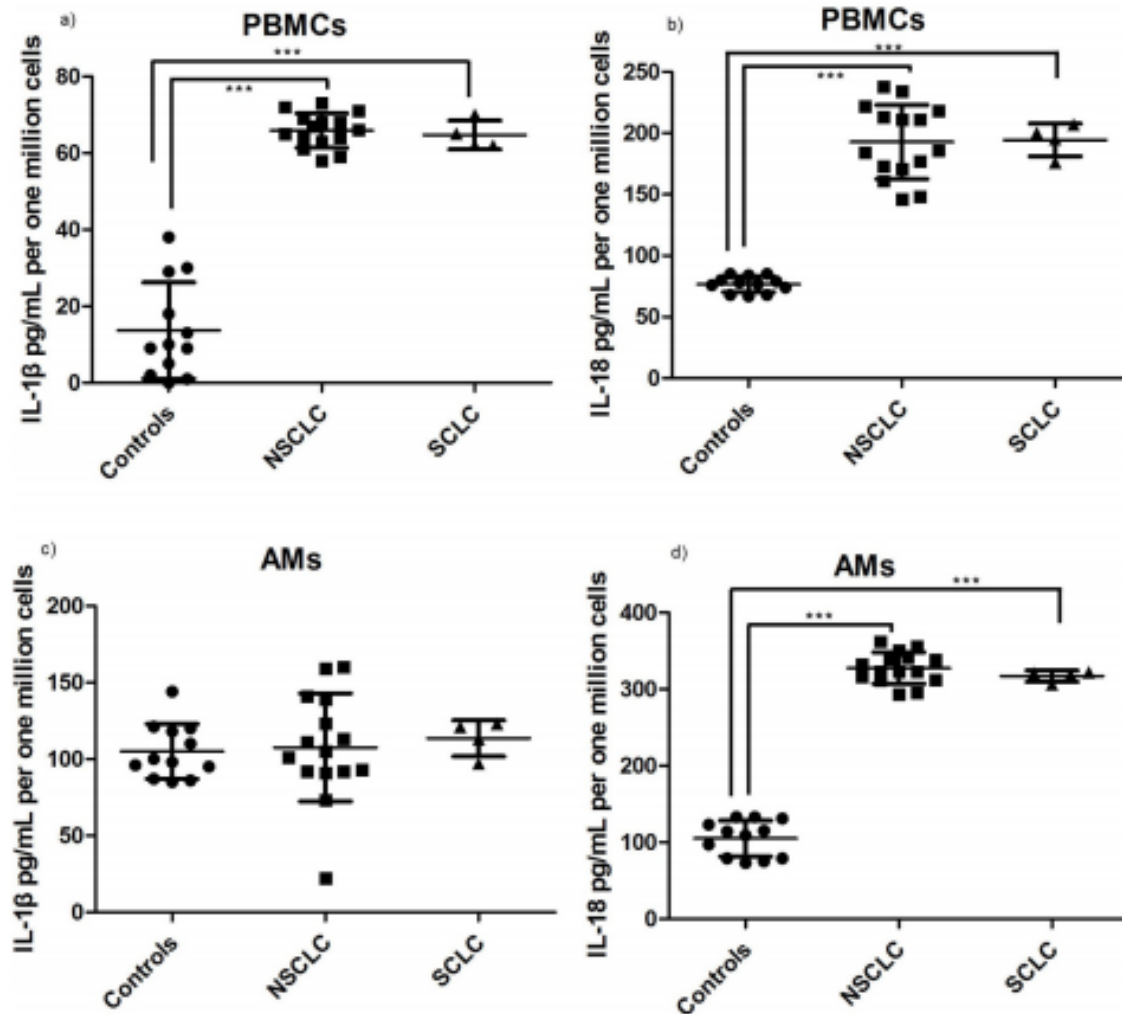 a)
PBMCs
***
***
IL-1β pg/mL per one million cells
80
60
40
20
0
Controls
NSCLC
SCLC
b)
PBMCs
***
***
IL-18 pg/mL per one million cells
250
200
150
100
50
0
Controls
NSCLC
SCLC
c)
AMs
IL-1β pg/mL per one million cells
200
150
100
50
0
Controls
NSCLC
SCLC
d)
AMs
***
***
IL-18 pg/mL per one million cells
400
300
200
100
0
Controls
NSCLC
SCLC